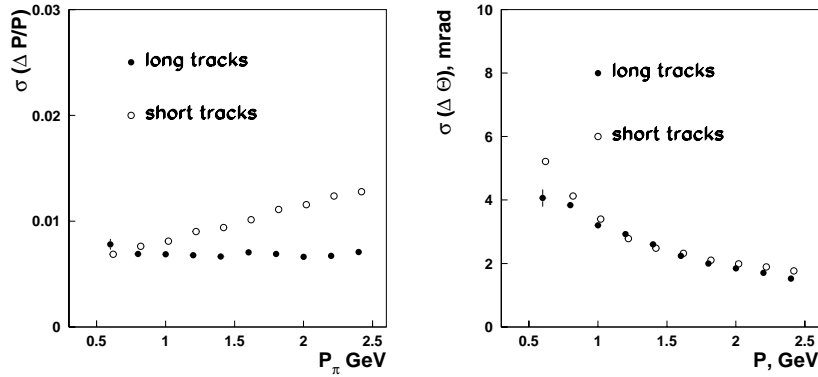 σ (Δ P/P)
0.03
0.02
0.01
0
long tracks
short tracks
0.5 1 1.5 2 2.5
P_π GeV
σ (Δ Θ), mrad
10
8
6
4
2
0
long tracks
short tracks
0.5 1 1.5 2 2.5
P, GeV